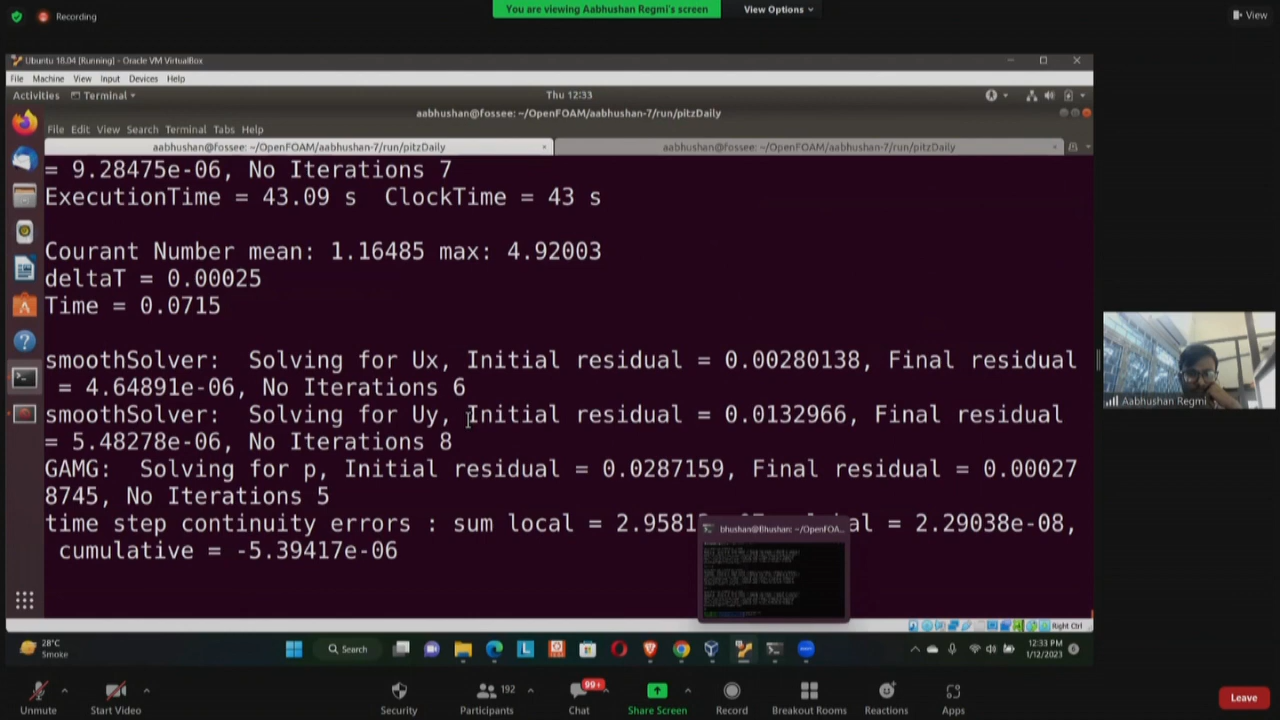 Recording
You are viewing Aabhushan Regmi's screen
View Options
View
Ubuntu 18.04 [Running] - Oracle VM VirtualBox
File Machine View Input Devices Help
Activities
Terminal
Thu 12:33
aabhushan@fossee: ~/OpenFOAM/aabhushan-7/run/pitzDaily
File Edit View Search Terminal Tabs Help
aabhushan@fossee: ~/OpenFOAM/aabhushan-7/run/pitzDaily
aabhushan@fossee: ~/OpenFOAM/aabhushan-7/run/pitzDaily
= 9.28475e-06, No Iterations 7
ExecutionTime = 43.09 s  ClockTime = 43 s
Courant Number mean: 1.16485 max: 4.92003
deltaT = 0.00025
Time = 0.0715
smoothSolver:  Solving for Ux, Initial residual = 0.00280138, Final residual
= 4.64891e-06, No Iterations 6
smoothSolver:  Solving for Uy, Initial residual = 0.0132966, Final residual
= 5.48278e-06, No Iterations 8
GAMG:  Solving for p, Initial residual = 0.0287159, Final residual = 0.00027
8745, No Iterations 5
time step continuity errors : sum local = 2.9581 = 2.29038e-08,
cumulative = -5.39417e-06
Aabhushan Regmi
Right Ctrl
28°C
Smoke
Search
12:33 PM
1/12/2023
Unmute
Start Video
Security
Participants
192
Chat
99+
Share Screen
Record
Breakout Rooms
Reactions
Apps
Leave